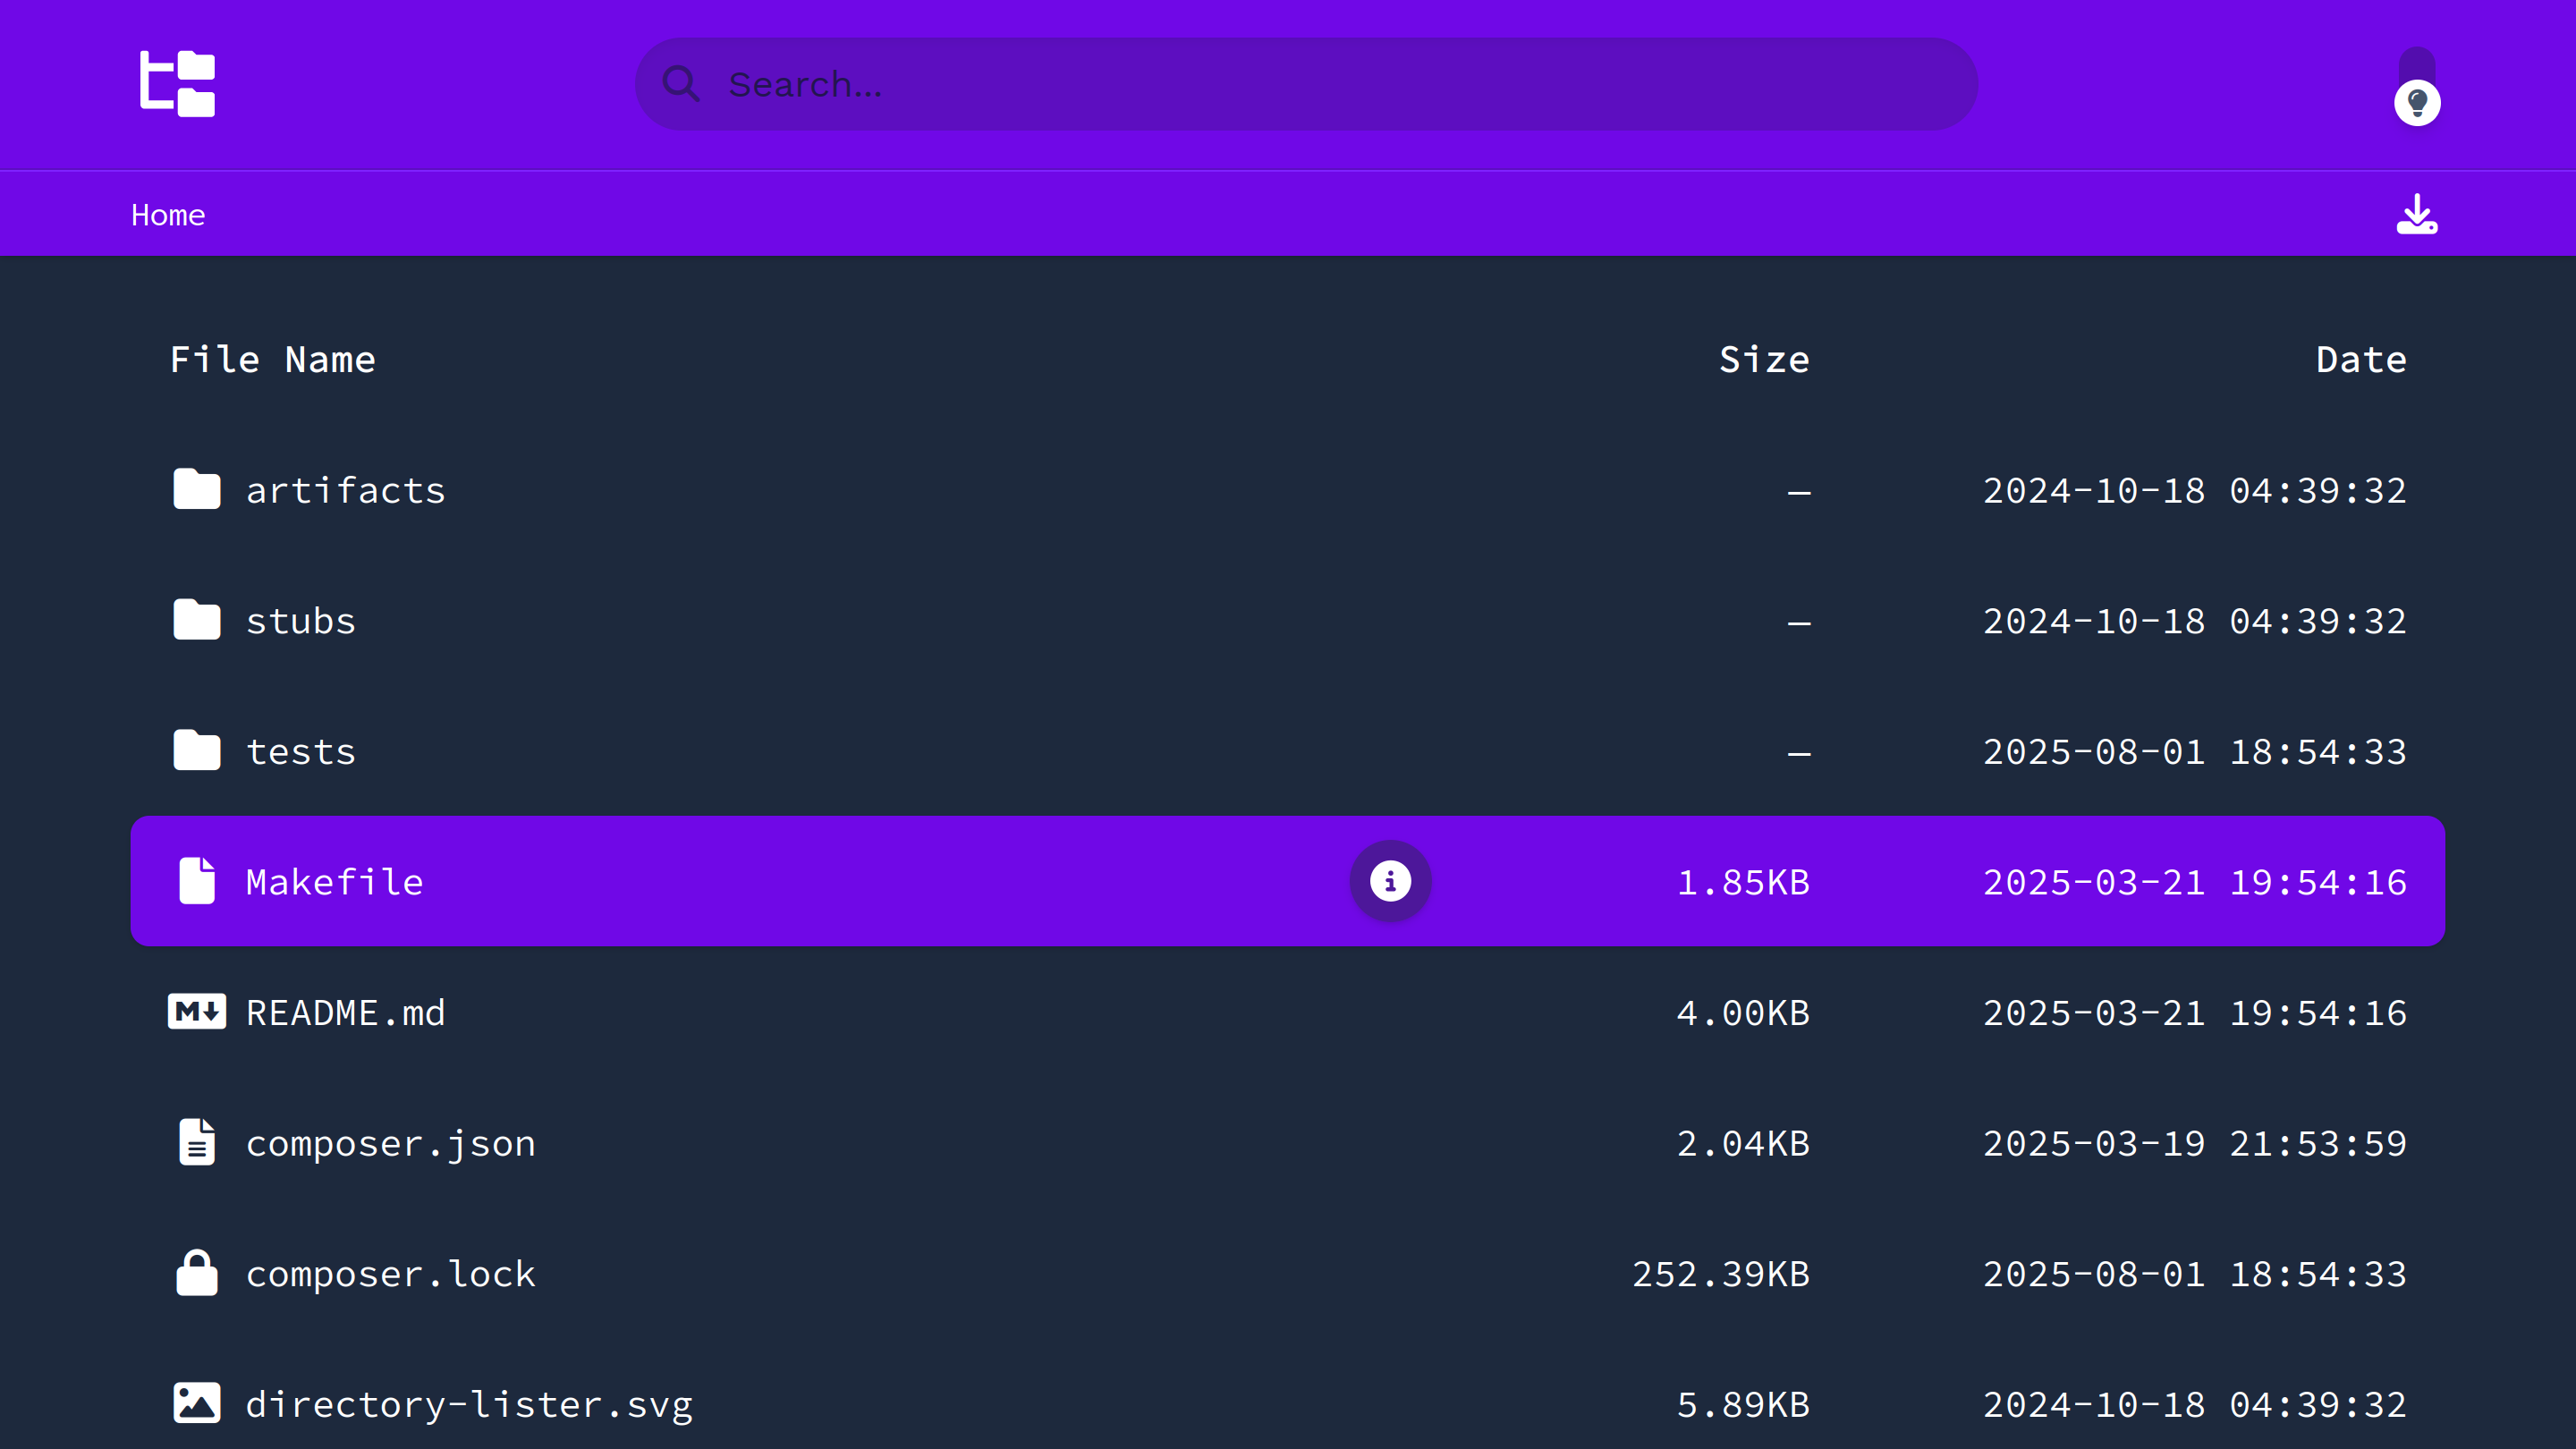 Search...
Home
File Name Size Date
artifacts — 2024-10-18 04:39:32
stubs — 2024-10-18 04:39:32
tests — 2025-08-01 18:54:33
Makefile 1.85KB 2025-03-21 19:54:16
README.md 4.00KB 2025-03-21 19:54:16
composer.json 2.04KB 2025-03-19 21:53:59
composer.lock 252.39KB 2025-08-01 18:54:33
directory-lister.svg 5.89KB 2024-10-18 04:39:32